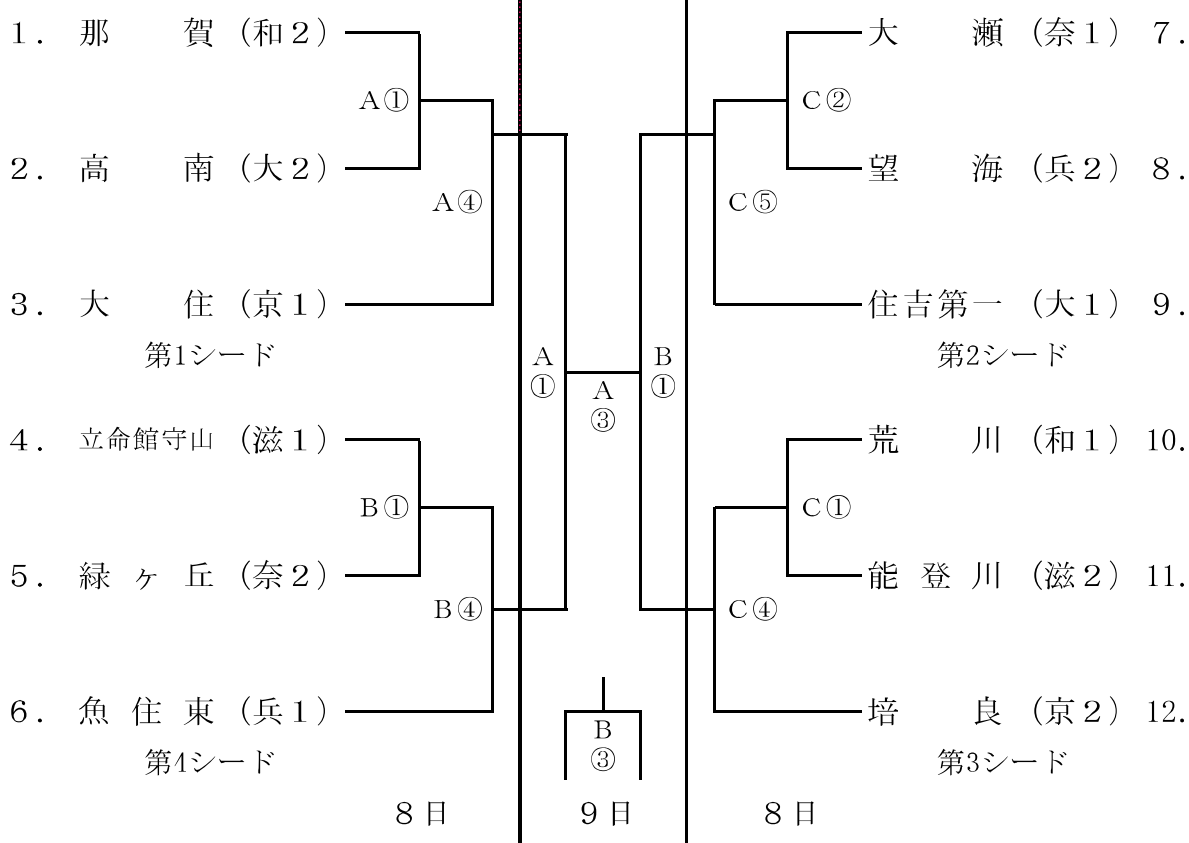 １．那　　賀（和２）
Ａ①
２．高　　南（大２）
Ａ④
３．大　　住（京１）
第1シード
４．立命館守山（滋１）
Ｂ①
５．緑ヶ丘（奈２）
Ｂ④
６．魚住東（兵１）
第4シード
８日
Ａ
①
Ａ
③
Ｂ
①
Ｂ
③
９日
大　　瀬（奈１）７．
Ｃ②
望　　海（兵２）８．
Ｃ⑤
住吉第一（大１）９．
第2シード
荒　　川（和１）10．
Ｃ①
能登川（滋２）11．
Ｃ④
培　　良（京２）12．
第3シード
８日